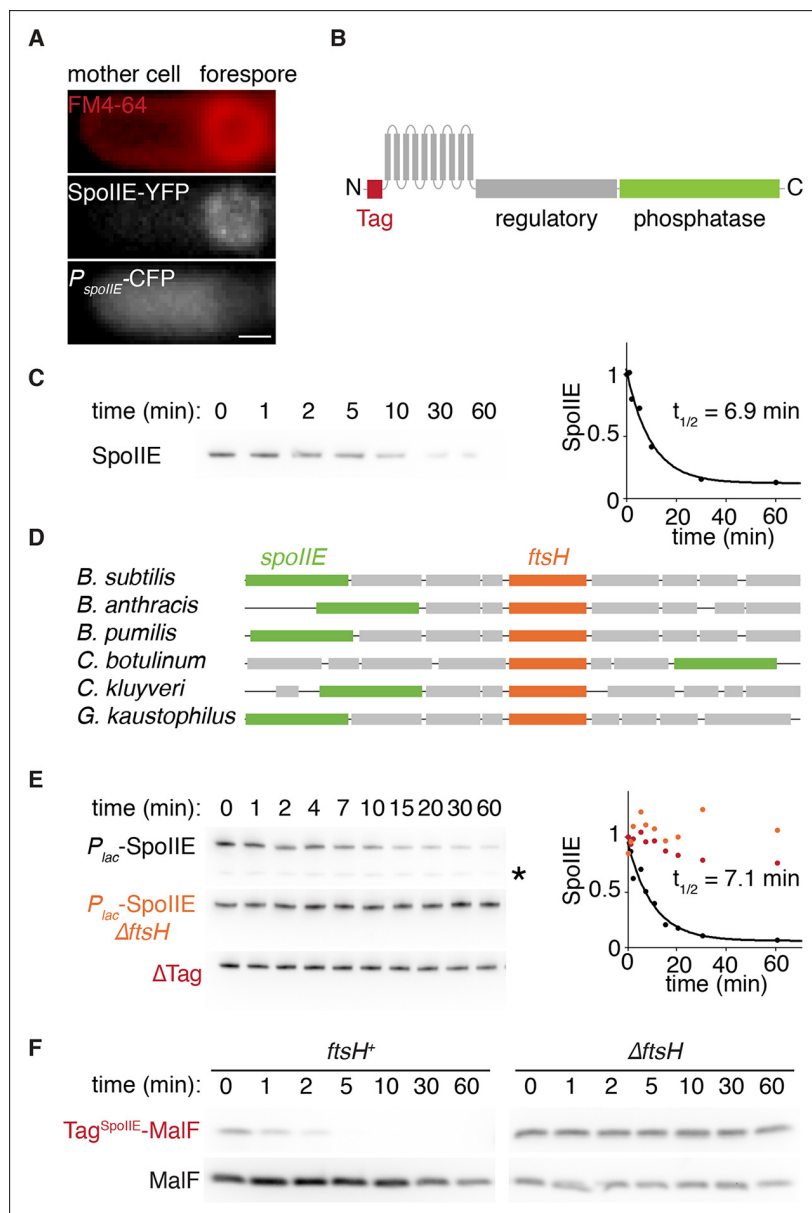 A
mother cell forespore
FM4-64
SpoIIE-YFP
P_spoIIE-CFP
B
N
C
Tag
regulatory
phosphatase
C
time (min): 0 1 2 5 10 30 60
SpoIIE
SpoIIE
1
0.5
0
t1/2 = 6.9 min
0 20 40 60
time (min)
D
spoIIE ftsH
B. subtilis
B. anthracis
B. pumilis
C. botulinum
C. kluyveri
G. kaustophilus
E
time (min): 0 1 2 4 7 10 15 20 30 60
Plac-SpoIIE
*
Plac-SpoIIE
ΔftsH
ΔTag
SpoIIE
1
0.5
0
t1/2 = 7.1 min
0 20 40 60
time (min)
F
ftsH+ ΔftsH
time (min): 0 1 2 5 10 30 60 0 1 2 5 10 30 60
TagSpoIIE-MalF
MalF